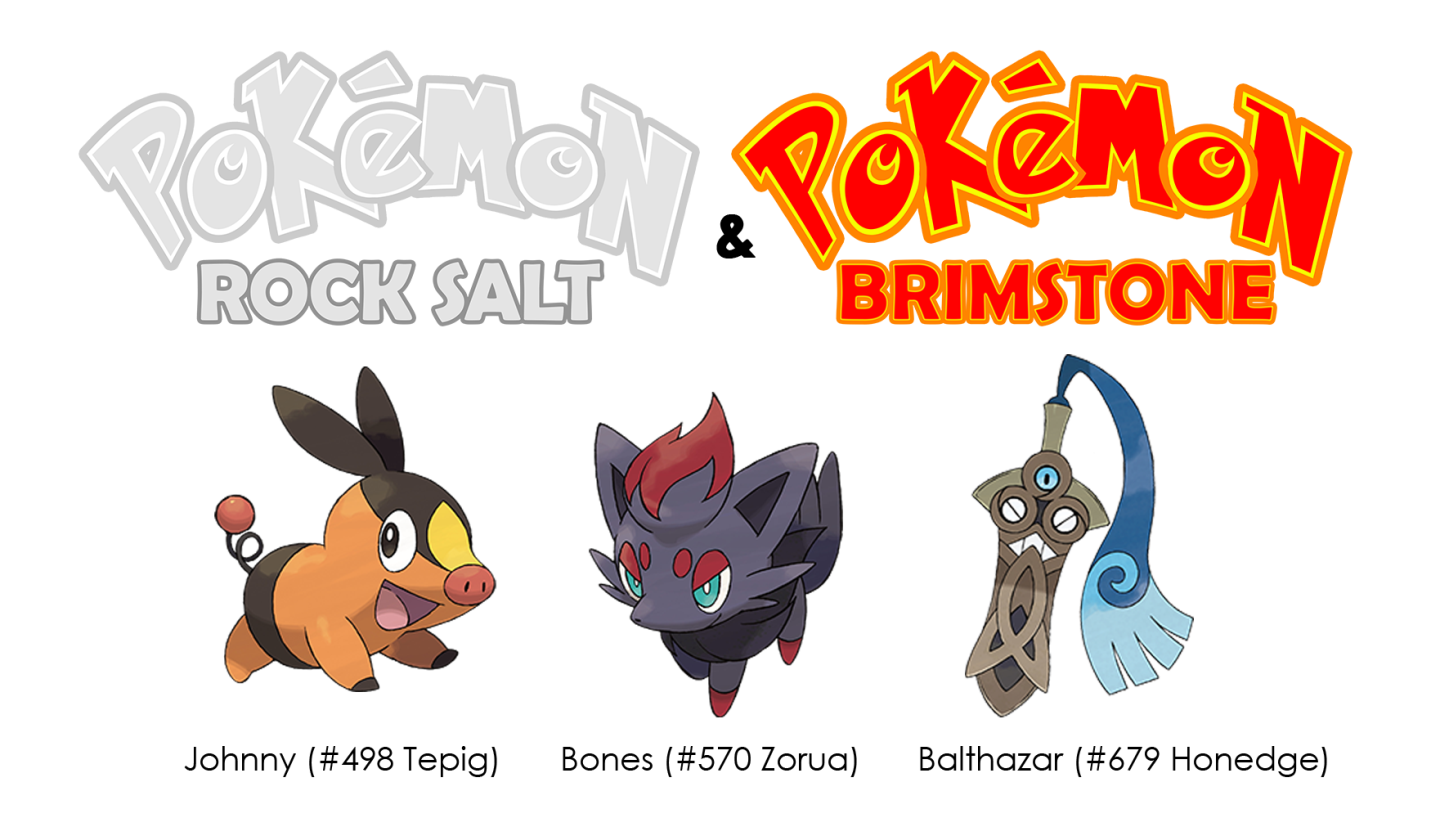 POKéMON
ROCK SALT
&
POKéMON
BRIMSTONE
Johnny (#498 Tepig)
Bones (#570 Zorua)
Balthazar (#679 Honedge)